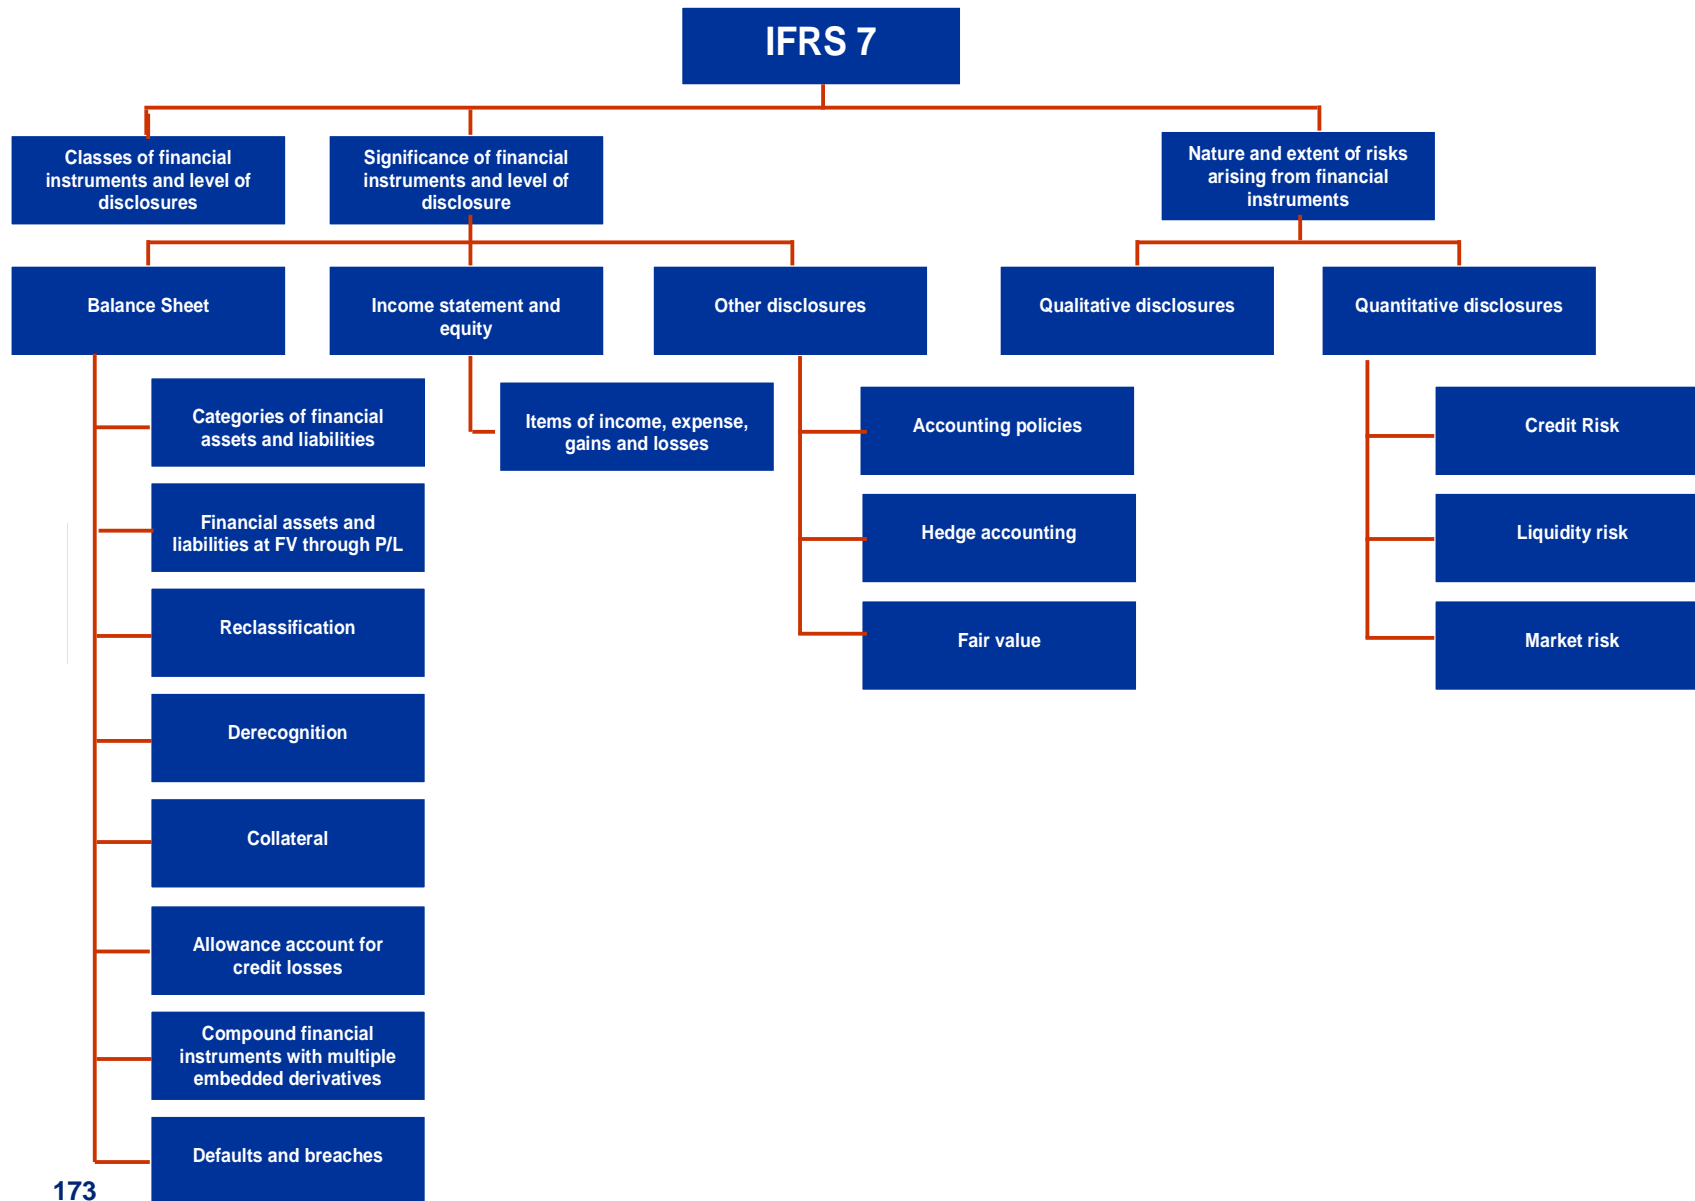 IFRS 7
Classes of financial
instruments and level of
disclosures
Significance of financial
instruments and level of
disclosure
Nature and extent of risks
arising from financial
instruments
Balance Sheet
Income statement and
equity
Other disclosures
Qualitative disclosures
Quantitative disclosures
Categories of financial
assets and liabilities
Items of income, expense,
gains and losses
Accounting policies
Credit Risk
Financial assets and
liabilities at FV through P/L
Hedge accounting
Liquidity risk
Reclassification
Fair value
Market risk
Derecognition
Collateral
Allowance account for
credit losses
Compound financial
instruments with multiple
embedded derivatives
Defaults and breaches
173